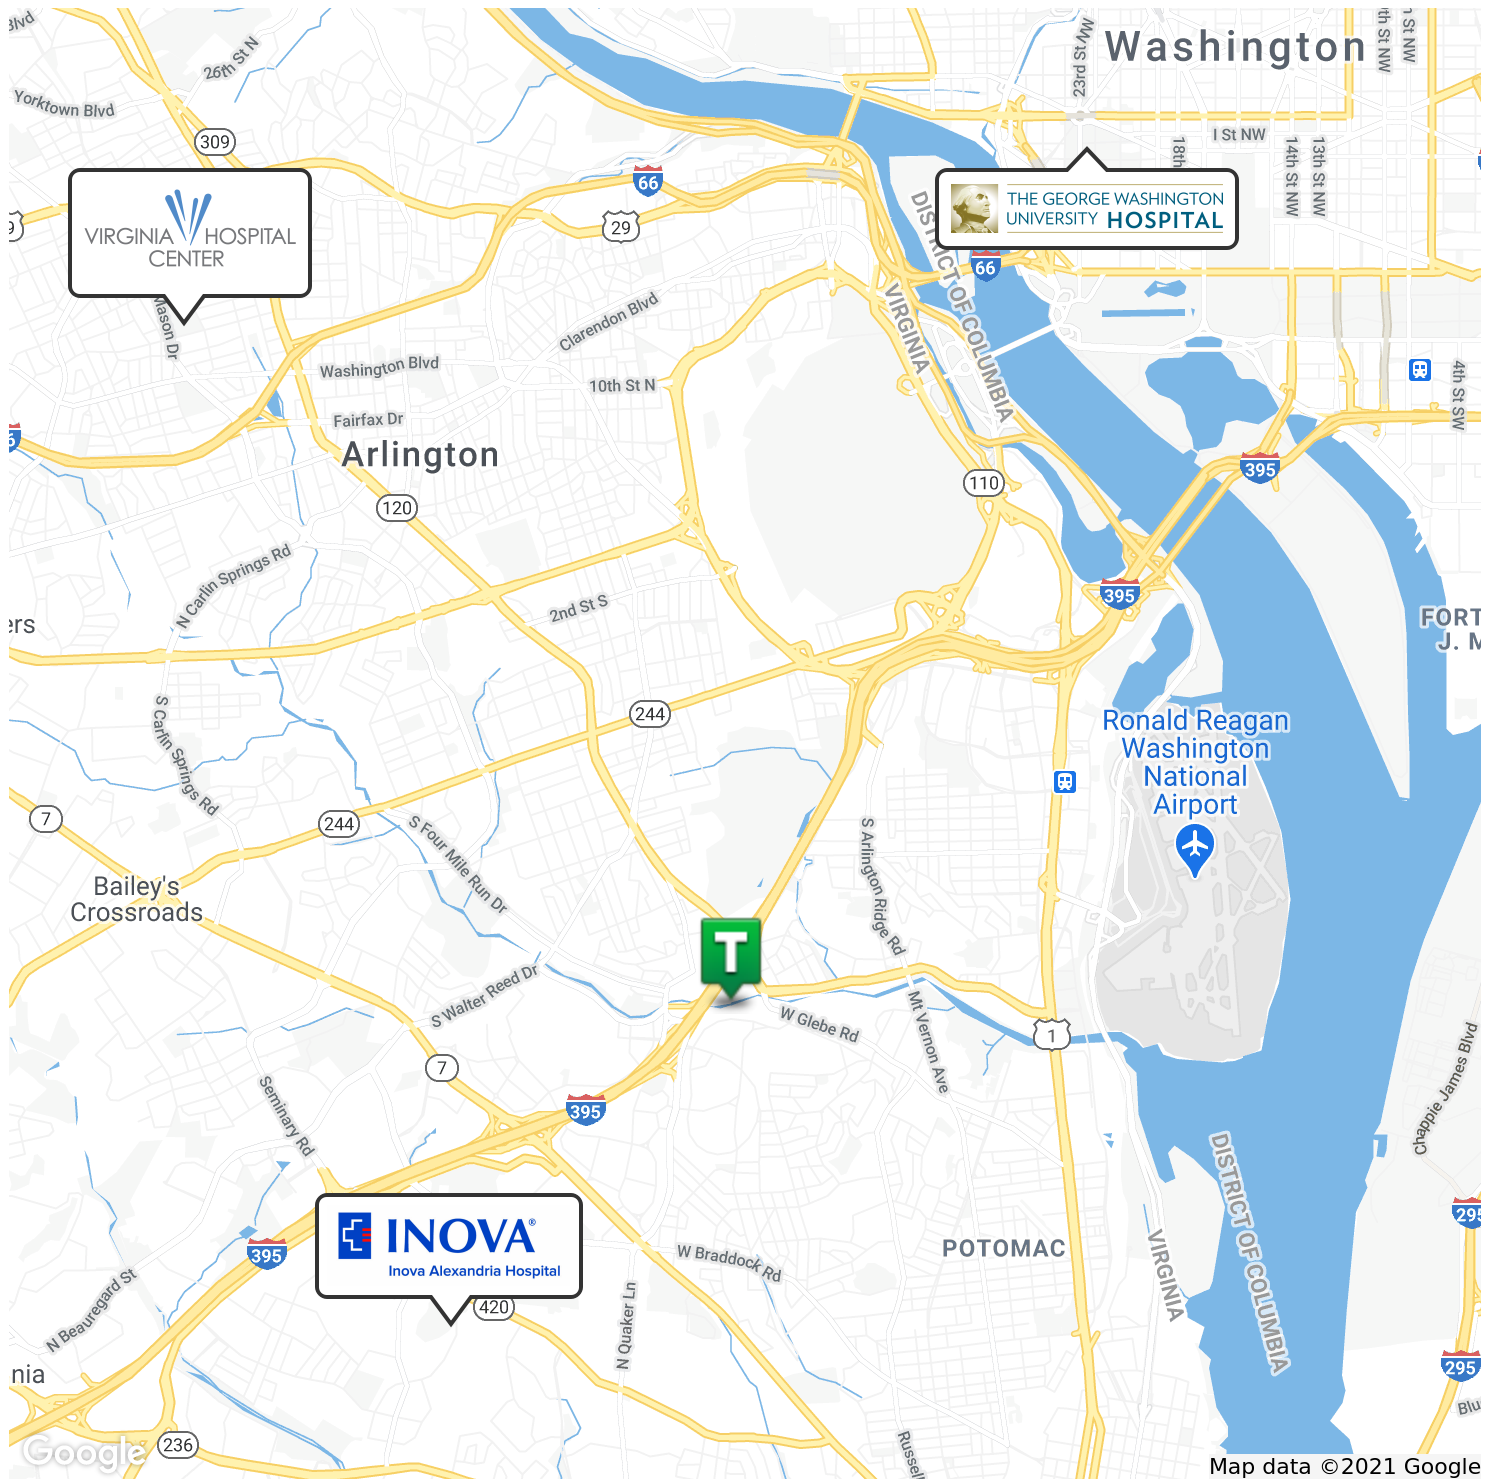 Washington
23rd St NW
26th St N
Yorktown Blvd
309
I St NW
18th
14th St NW
13th St NW
66
29
VIRGINIA HOSPITAL
CENTER
THE GEORGE WASHINGTON
UNIVERSITY HOSPITAL
DISTRICT OF COLUMBIA
VIRGINIA
66
Mason Dr
Clarendon Blvd
Washington Blvd
10th St N
Fairfax Dr
4th St SW
Arlington
120
110
395
N Carlin Springs Rd
2nd St S
395
FORT
J. M
ers
S Carlin Springs Rd
244
Ronald Reagan
Washington
National
Airport
7
244
S Four Mile Run Dr
S Arlington Ridge Rd
Bailey's
Crossroads
T
S Walter Reed Dr
W Glebe Rd
Mt Vernon Ave
1
7
Seminary Rd
395
Chappie James Blvd
DISTRICT OF COLUMBIA
VIRGINIA
295
INOVA®
Inova Alexandria Hospital
395
W Braddock Rd
POTOMAC
N Beauregard St
420
N Quaker Ln
295
nia
Blu
236
Russell
Google
Map data ©2021 Google